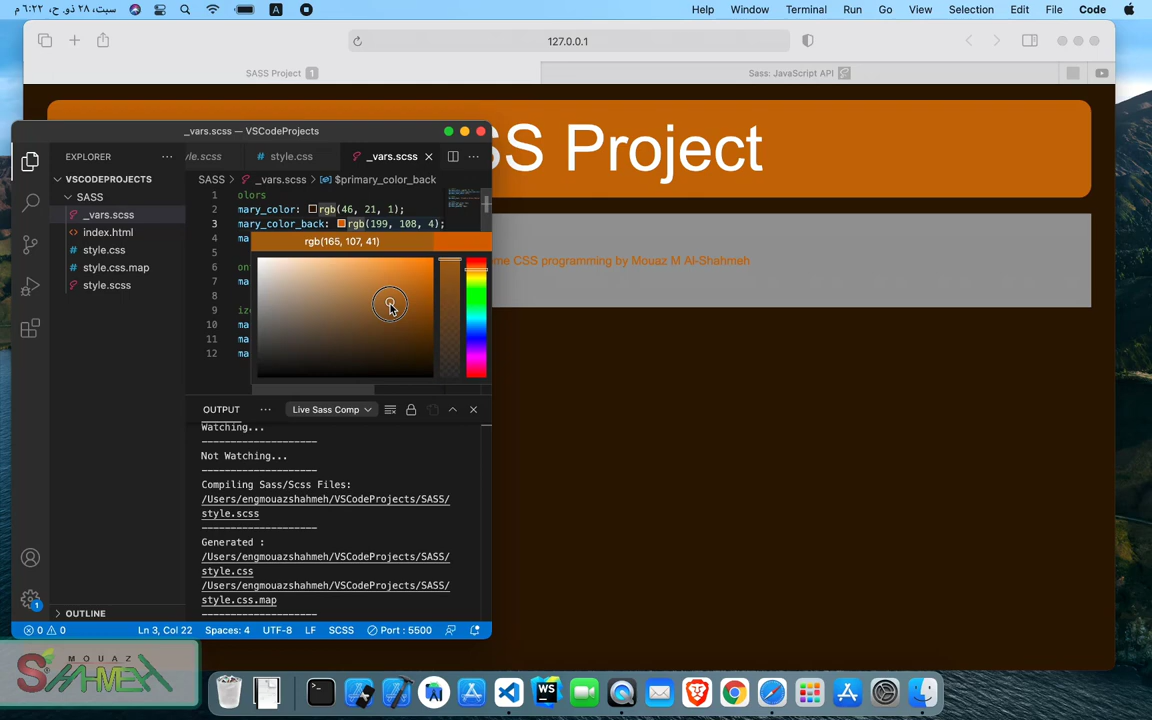 سبت، ٢٨ ذو. ح، ٦:٢٢ م
A
Help Window Terminal Run Go View Selection Edit File Code
127.0.0.1
SASS Project 1
Sass: JavaScript API
SS Project
me CSS programming by Mouaz M Al-Shahmeh
_vars.scss — VSCodeProjects
EXPLORER
yle.scss style.css _vars.scss
VSCODEPROJECTS
SASS
_vars.scss
index.html
style.css
style.css.map
style.scss
OUTLINE
SASS > _vars.scss > $primary_color_back
1 olors
2 mary_color: rgb(46, 21, 1);
3 mary_color_back: rgb(199, 108, 4);
4 ma
5
6 ont
7 ma
8
9 ize
10 ma
11 ma
12 ma
rgb(165, 107, 41)
OUTPUT
Live Sass Comp
Watching...
--------------------
Not Watching...
--------------------
Compiling Sass/Scss Files:
/Users/engmouazshahmeh/VSCodeProjects/SASS/
style.scss
--------------------
Generated :
/Users/engmouazshahmeh/VSCodeProjects/SASS/
style.css
/Users/engmouazshahmeh/VSCodeProjects/SASS/
style.css.map
--------------------
1
0 0
Ln 3, Col 22 Spaces: 4 UTF-8 LF SCSS Port : 5500
MOUAZ
SHAHMEH
WS